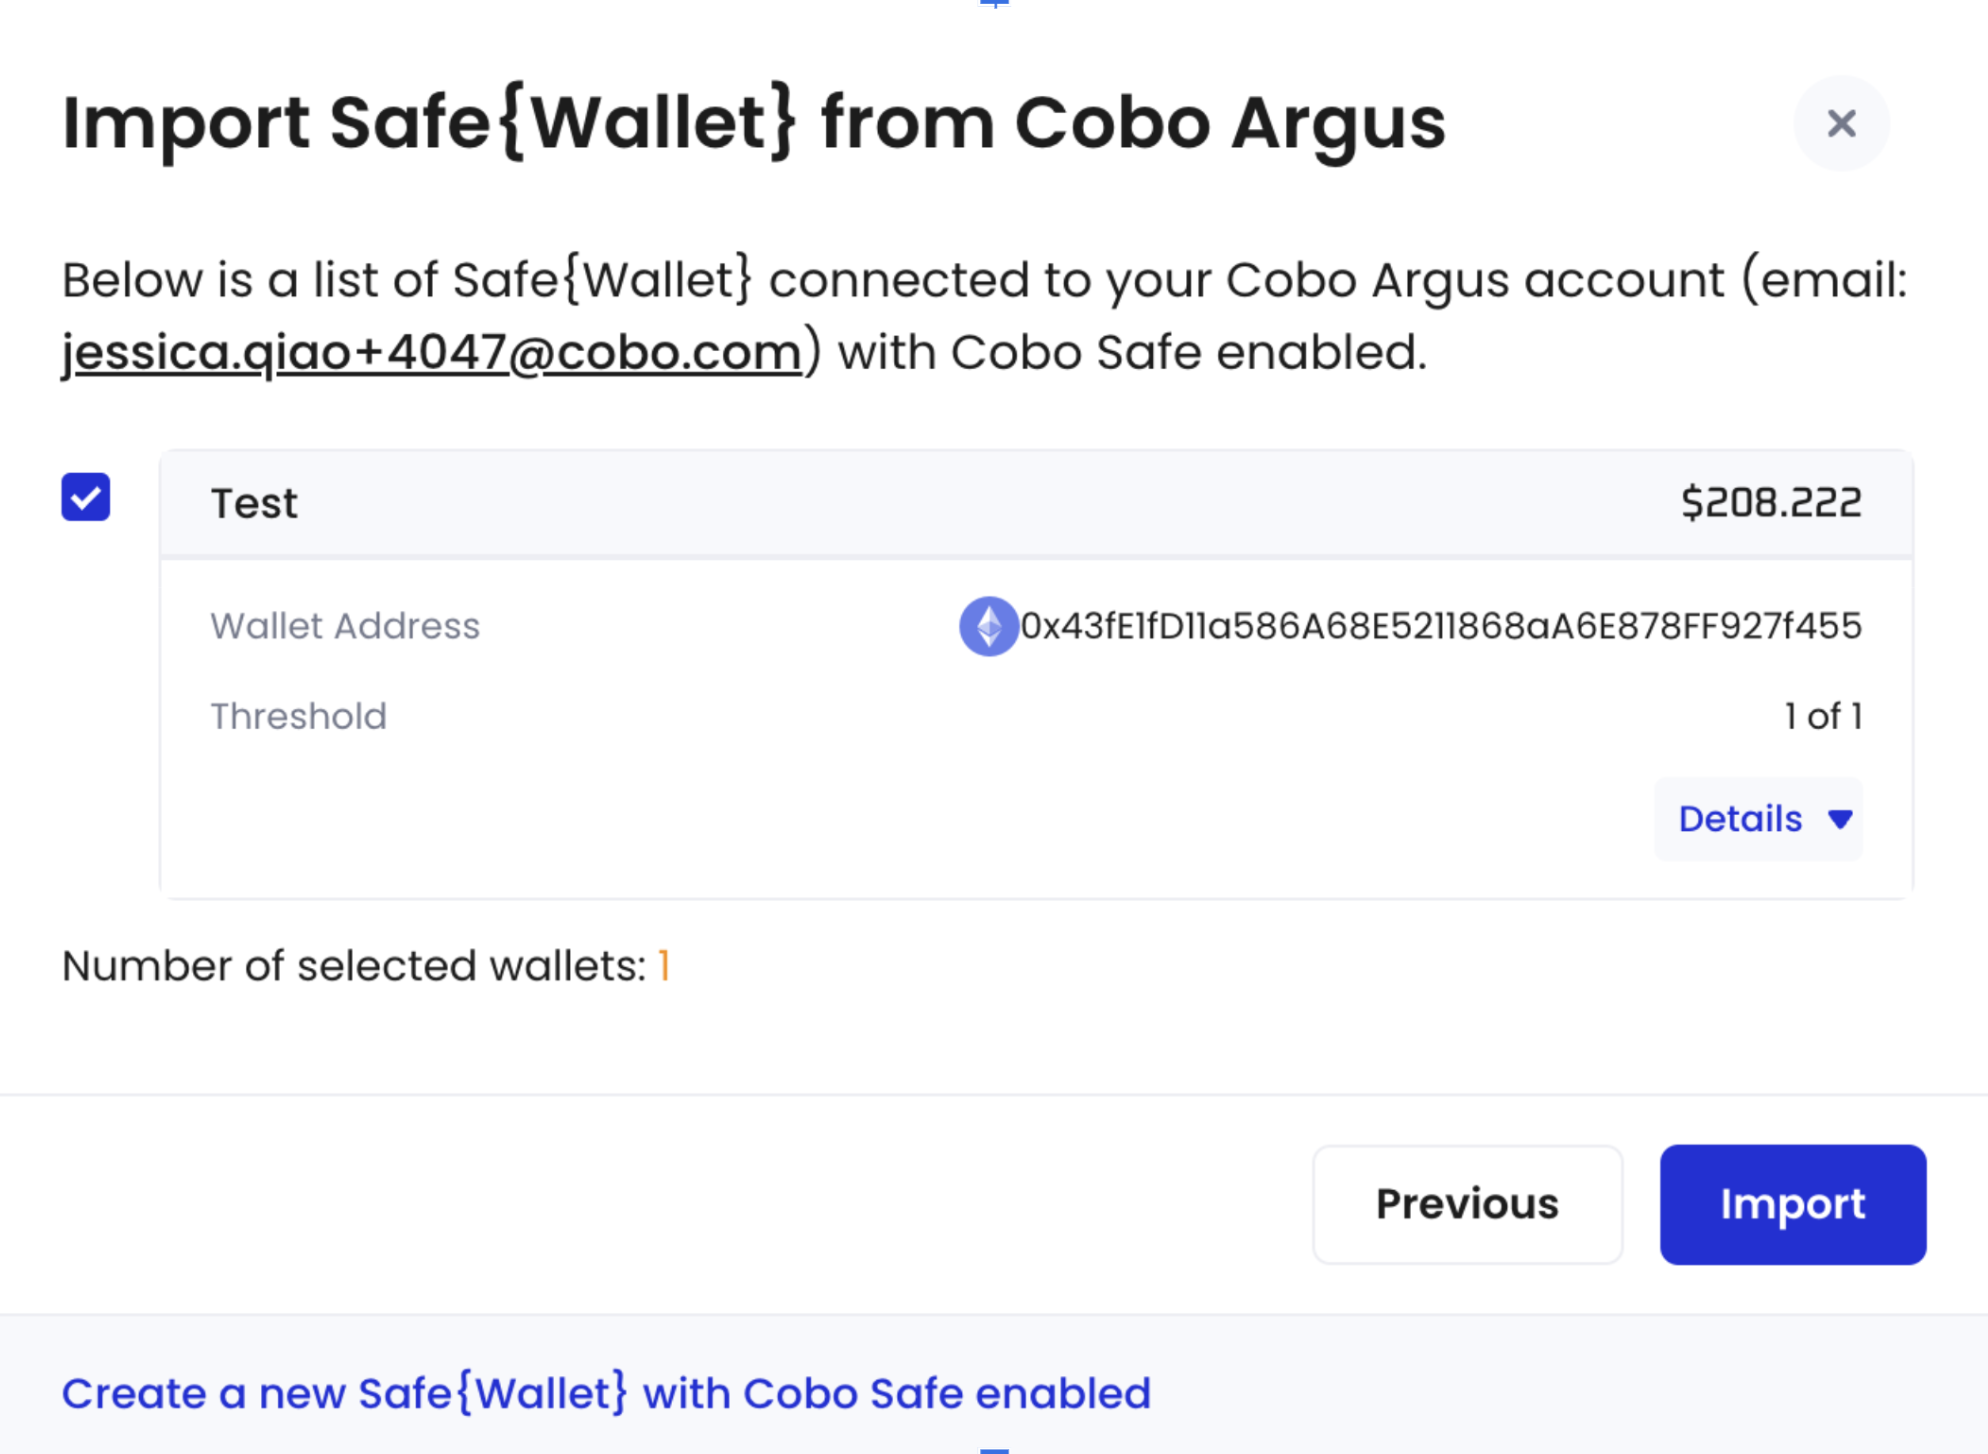 Import Safe{Wallet} from Cobo Argus
Below is a list of Safe{Wallet} connected to your Cobo Argus account (email:
jessica.qiao+4047@cobo.com) with Cobo Safe enabled.
Test
$208.222
Wallet Address
0x43fE1fD11a586A68E5211868aA6E878FF927f455
Threshold
1 of 1
Details
Number of selected wallets: 1
Previous
Import
Create a new Safe{Wallet} with Cobo Safe enabled